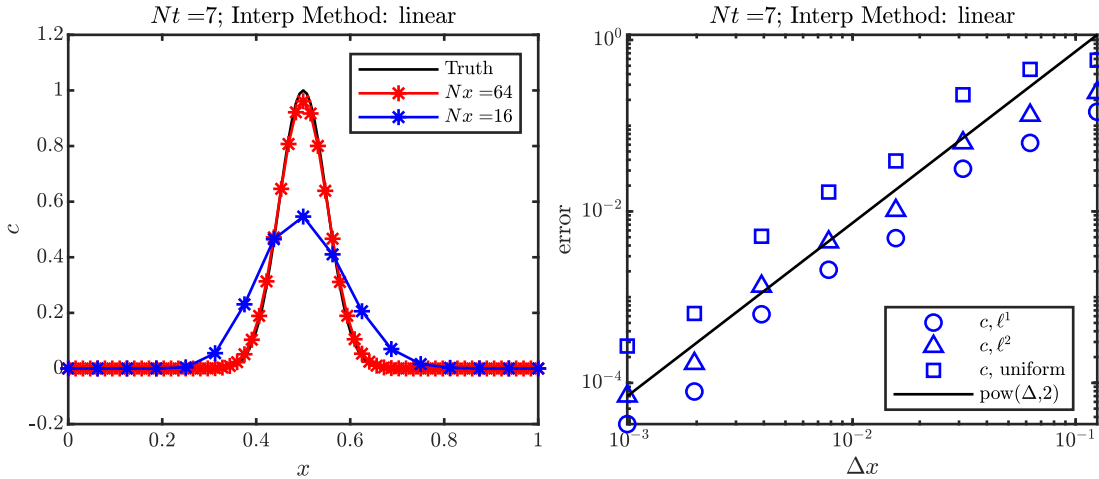 Nt =7; Interp Method: linear
1.2
1
0.8
0.6
0.4
0.2
0
-0.2
c
Truth
Nx =64
Nx =16
0 0.2 0.4 0.6 0.8 1
x
Nt =7; Interp Method: linear
10^0
10^-2
10^-4
error
c, ℓ^1
c, ℓ^2
c, uniform
pow(Δ,2)
10^-3 10^-2 10^-1
Δx